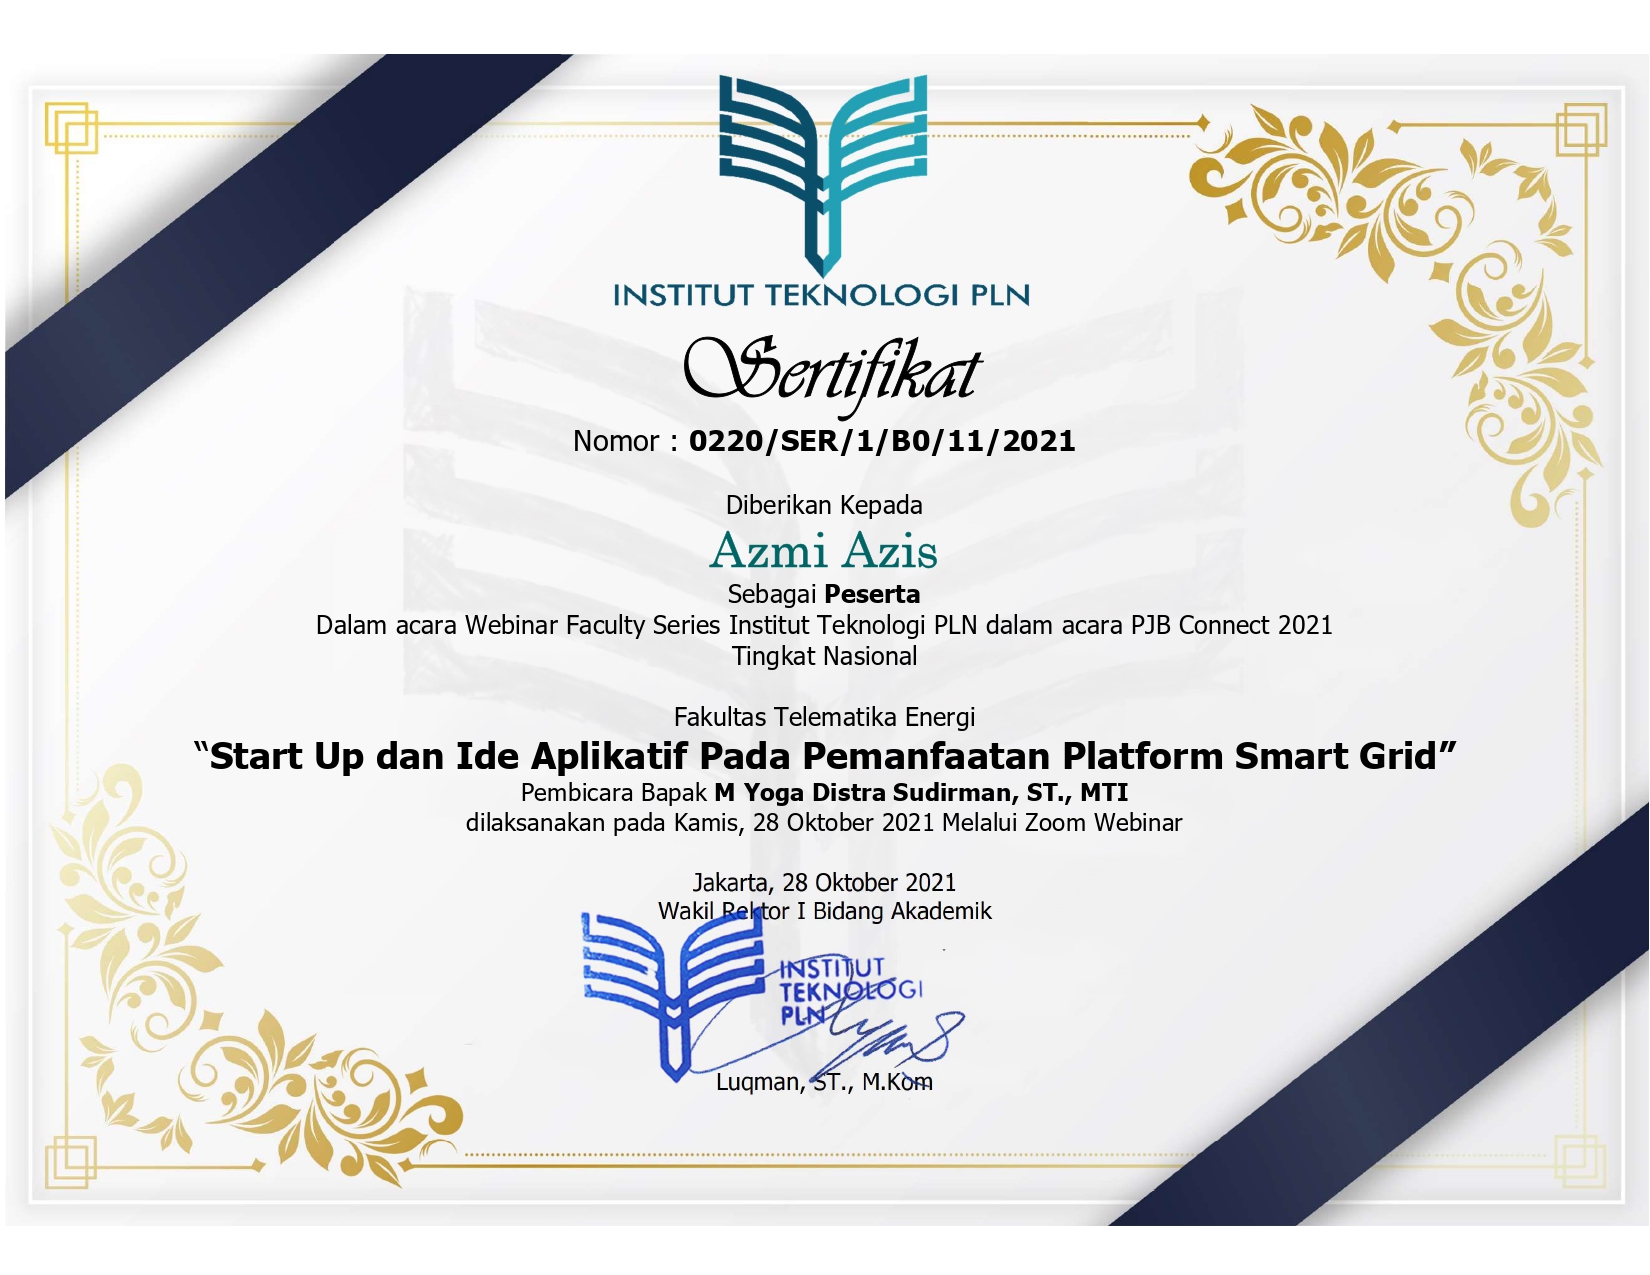 INSTITUT TEKNOLOGI PLN
Sertifikat
Nomor : 0220/SER/1/B0/11/2021
Diberikan Kepada
Azmi Azis
Sebagai Peserta
Dalam acara Webinar Faculty Series Institut Teknologi PLN dalam acara PJB Connect 2021
Tingkat Nasional
Fakultas Telematika Energi
“Start Up dan Ide Aplikatif Pada Pemanfaatan Platform Smart Grid”
Pembicara Bapak M Yoga Distra Sudirman, ST., MTI
dilaksanakan pada Kamis, 28 Oktober 2021 Melalui Zoom Webinar
Jakarta, 28 Oktober 2021
Wakil Rektor I Bidang Akademik
INSTITUT
TEKNOLOGI
PLN
Luqman, ST., M.Kom